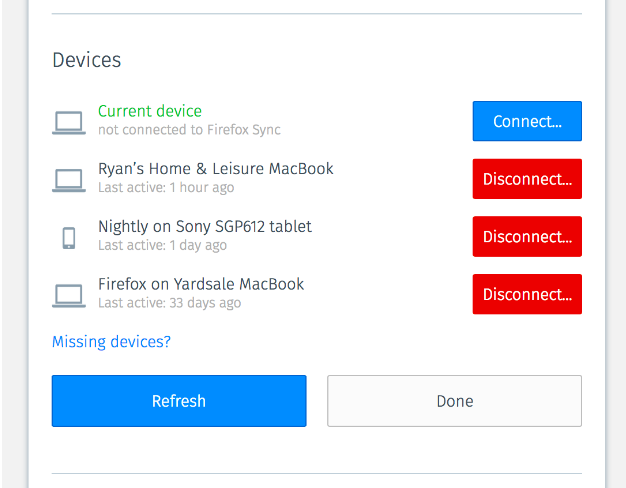 Devices
Current device
not connected to Firefox Sync
Connect...
Ryan’s Home & Leisure MacBook
Last active: 1 hour ago
Disconnect...
Nightly on Sony SGP612 tablet
Last active: 1 day ago
Disconnect...
Firefox on Yardsale MacBook
Last active: 33 days ago
Disconnect...
Missing devices?
Refresh
Done